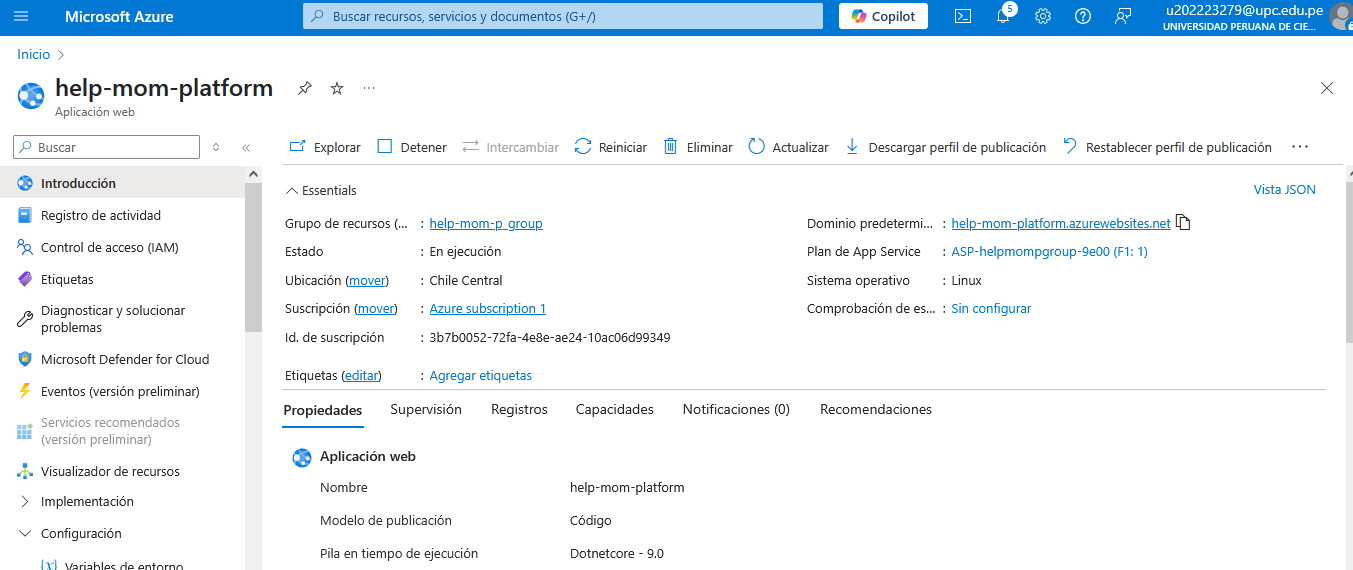 Microsoft Azure
Buscar recursos, servicios y documentos (G+/)
Copilot
5
u202223279@upc.edu.pe
UNIVERSIDAD PERUANA DE CIE...
Inicio
help-mom-platform
Aplicación web
Buscar
Explorar
Detener
Intercambiar
Reiniciar
Eliminar
Actualizar
Descargar perfil de publicación
Restablecer perfil de publicación
Introducción
Registro de actividad
Control de acceso (IAM)
Etiquetas
Diagnosticar y solucionar
problemas
Microsoft Defender for Cloud
Eventos (versión preliminar)
Servicios recomendados
(versión preliminar)
Visualizador de recursos
Implementación
Configuración
Variables de entorno
Essentials
Vista JSON
Grupo de recursos (... : help-mom-p_group
Estado : En ejecución
Ubicación (mover) : Chile Central
Suscripción (mover) : Azure subscription 1
Id. de suscripción : 3b7b0052-72fa-4e8e-ae24-10ac06d99349
Etiquetas (editar) : Agregar etiquetas
Dominio predetermi... : help-mom-platform.azurewebsites.net
Plan de App Service : ASP-helpmompgroup-9e00 (F1: 1)
Sistema operativo : Linux
Comprobación de es... : Sin configurar
Propiedades
Supervisión
Registros
Capacidades
Notificaciones (0)
Recomendaciones
Aplicación web
Nombre help-mom-platform
Modelo de publicación Código
Pila en tiempo de ejecución Dotnetcore - 9.0